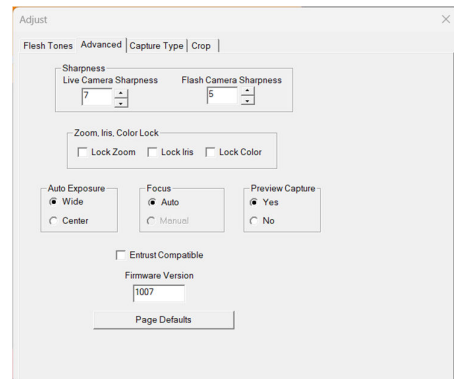 Adjust
Flesh Tones Advanced Capture Type Crop
Sharpness
Live Camera Sharpness Flash Camera Sharpness
7 5
Zoom, Iris, Color Lock
Lock Zoom Lock Iris Lock Color
Auto Exposure Focus Preview Capture
Wide Auto Yes
Center Manual No
Entrust Compatible
Firmware Version
1007
Page Defaults